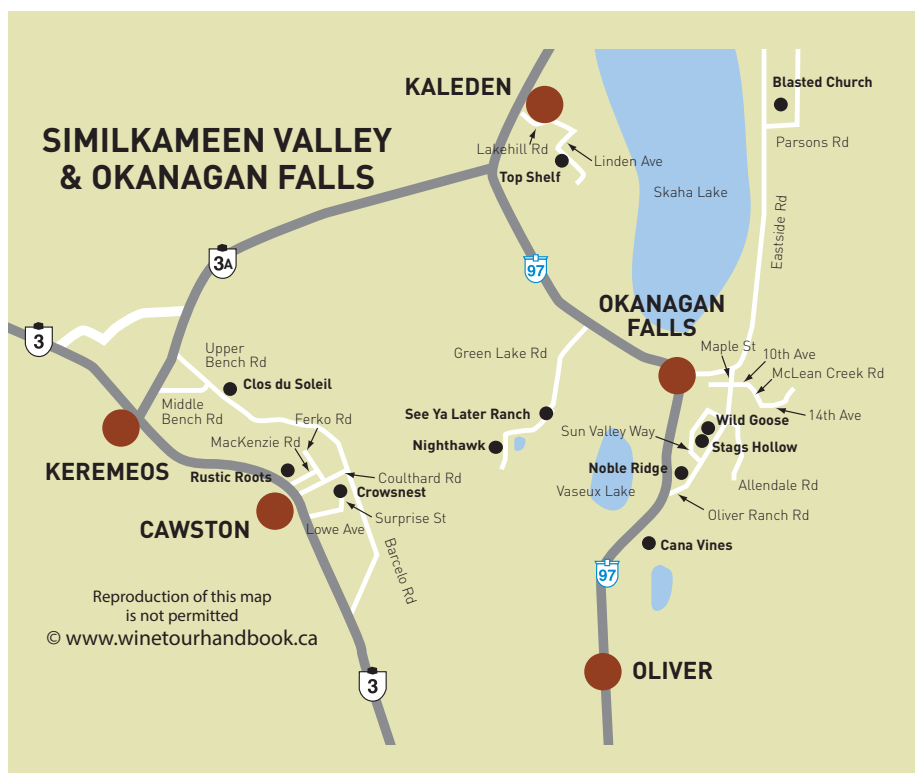 KALEDEN
Blasted Church
SIMILKAMEEN VALLEY
& OKANAGAN FALLS
Lakehill Rd
Linden Ave
Parsons Rd
Top Shelf
Skaha Lake
Eastside Rd
3A
97
OKANAGAN
FALLS
3
Maple St
10th Ave
Upper
Bench Rd
Green Lake Rd
McLean Creek Rd
Clos du Soleil
Middle
Bench Rd
Ferko Rd
See Ya Later Ranch
14th Ave
Wild Goose
Sun Valley Way
MacKenzie Rd
Nighthawk
Stags Hollow
KEREMEOS
Rustic Roots
Coulthard Rd
Noble Ridge
Crowsnest
Vaseux Lake
Allendale Rd
Surprise St
Oliver Ranch Rd
CAWSTON
Lowe Ave
Cana Vines
Barcelo Rd
97
Reproduction of this map
is not permitted
© www.winetourhandbook.ca
OLIVER
3